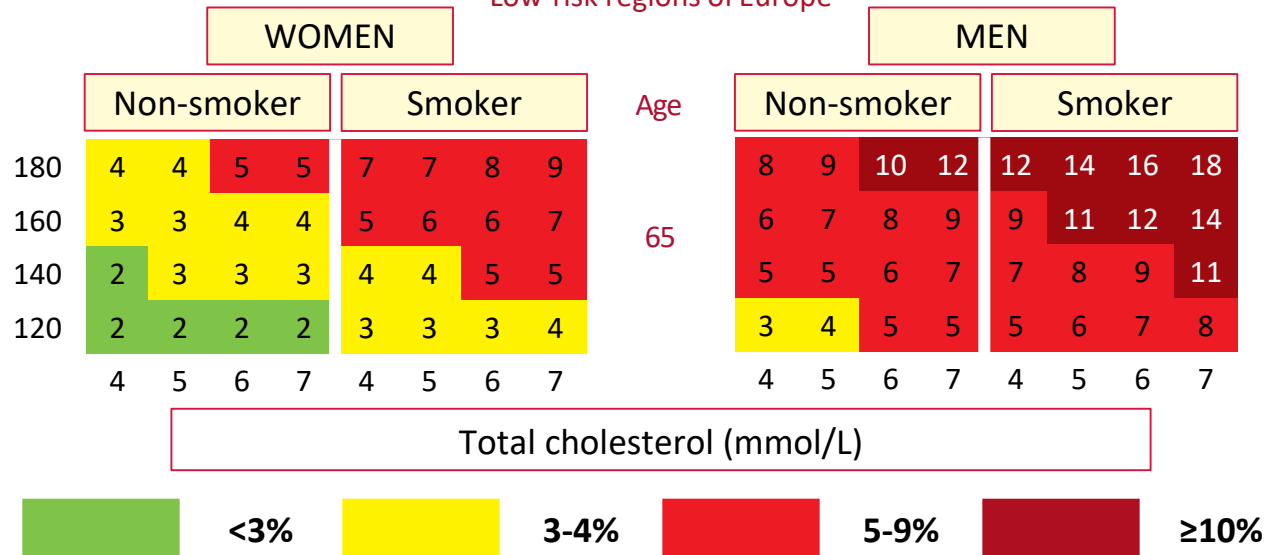 Low-risk regions of Europe
WOMEN MEN
Non-smoker Smoker Age Non-smoker Smoker
180 4 4 5 5 7 7 8 9 8 9 10 12 12 14 16 18
160 3 3 4 4 5 6 6 7 65 6 7 8 9 9 11 12 14
140 2 3 3 3 4 4 5 5 5 5 6 7 7 8 9 11
120 2 2 2 2 3 3 3 4 3 4 5 5 5 6 7 8
4 5 6 7 4 5 6 7 4 5 6 7 4 5 6 7
Total cholesterol (mmol/L)
<3% 3-4% 5-9% ≥10%